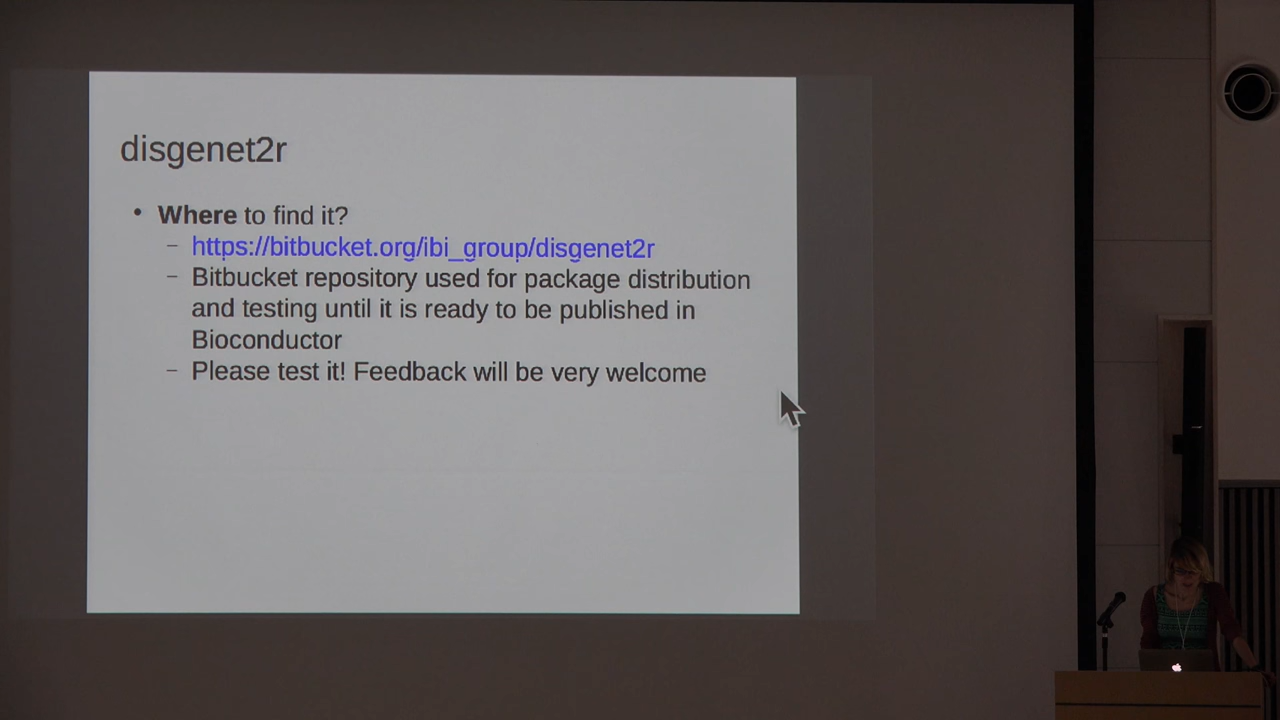 disgenet2r
• Where to find it?
– https://bitbucket.org/ibi_group/disgenet2r
– Bitbucket repository used for package distribution
and testing until it is ready to be published in
Bioconductor
– Please test it! Feedback will be very welcome